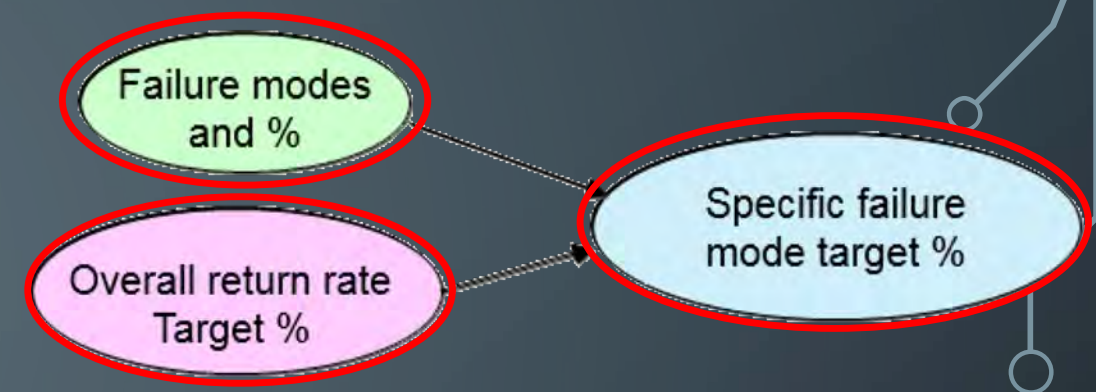 Failure modes
and %
Overall return rate
Target %
Specific failure
mode target %